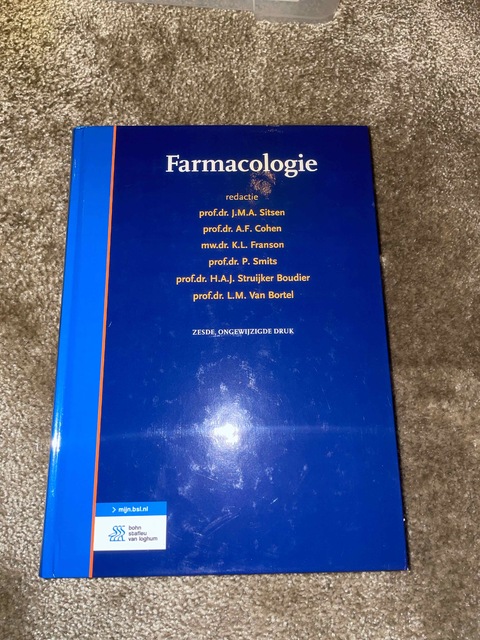 Farmacologie
redactie
prof.dr. J.M.A. Sitsen
prof.dr. A.F. Cohen
mw.dr. K.L. Franson
prof.dr. P. Smits
prof.dr. H.A.J. Struijker Boudier
prof.dr. L.M. Van Bortel
ZESDE, ONGEWIJZIGDE DRUK
> mijn.bsl.nl
bohn
stafleu
van loghum